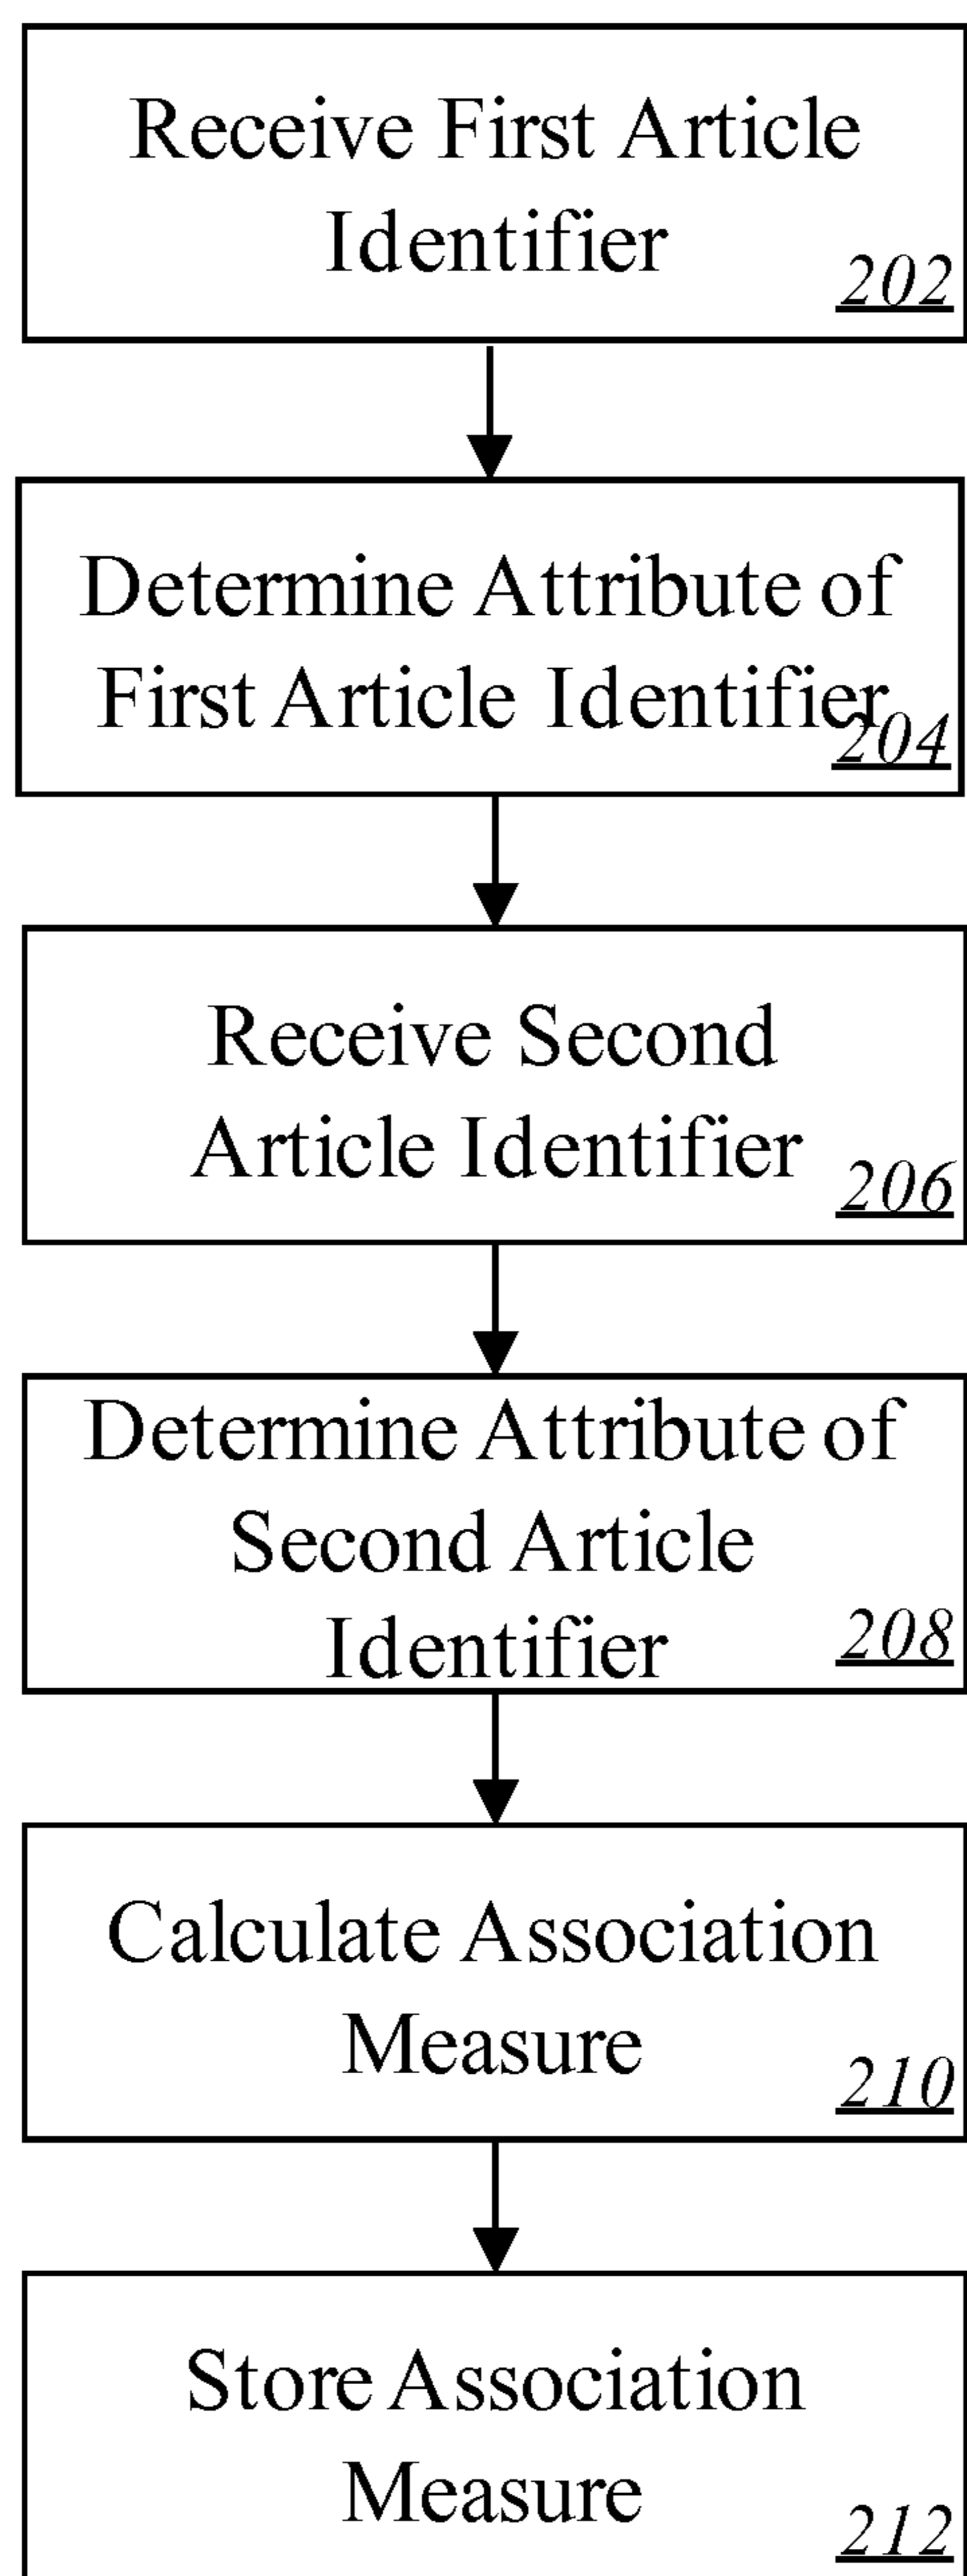 Receive First Article
Identifier
202
Determine Attribute of
First Article Identifier
204
Receive Second
Article Identifier
206
Determine Attribute of
Second Article
Identifier
208
Calculate Association
Measure
210
Store Association
Measure
212